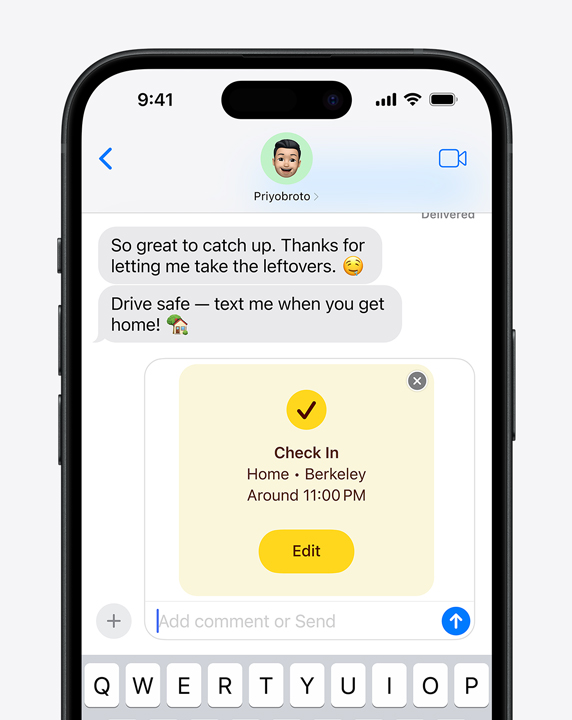 9:41
Priyobroto
Delivered
So great to catch up. Thanks for
letting me take the leftovers. 🤤
Drive safe — text me when you get
home! 🏡
Check In
Home • Berkeley
Around 11:00 PM
Edit
Add comment or Send
Q W E R T Y U I O P